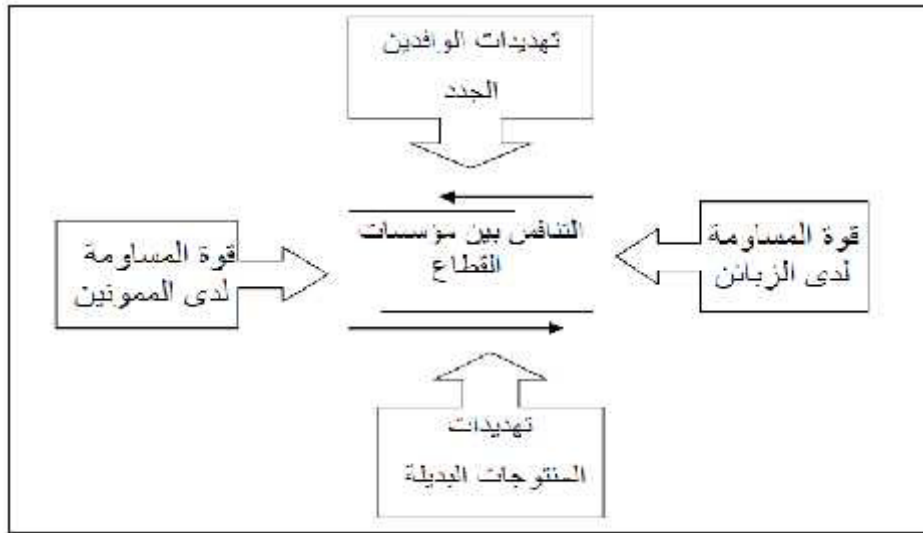 تهديدات الوافدين
الجدد
قوة المساومة
لدى الزبائن
التنافس بين مؤسسات
القطاع
قوة المساومة
لدى الممونين
تهديدات
المنتوجات البديلة